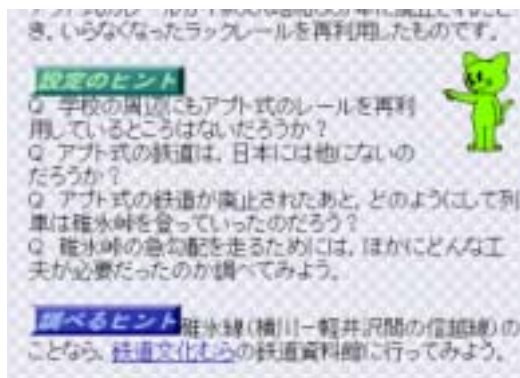 き、いらなくなったラックレールを再利用したものです。
設定のヒント
Q 学校の周辺にもアプト式のレールを再利
用しているところはないだろうか？
Q アプト式の鉄道は、日本には他にないの
だろうか？
Q アプト式の鉄道が廃止されたあと、どのようにして列
車は碓氷峠を登っていったのだろう？
Q 碓氷峠の急勾配を走るためには、ほかにどんな工
夫が必要だったのか調べてみよう。
調べるヒント 碓氷線(横川－軽井沢間の信越線)の
ことなら、鉄道文化むらの鉄道資料館に行ってみよう。